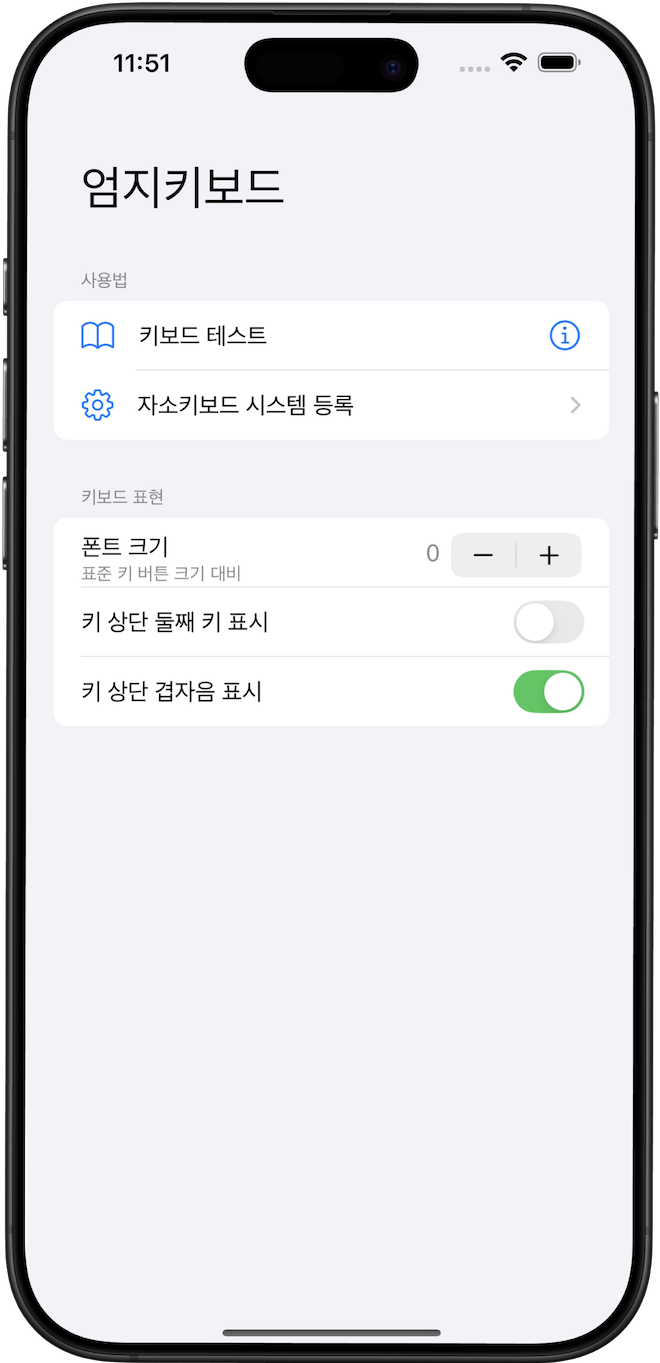 11:51
엄지키보드
사용법
키보드 테스트
자소키보드 시스템 등록
키보드 표현
폰트 크기
0
표준 키 버튼 크기 대비
키 상단 둘째 키 표시
키 상단 겹자음 표시